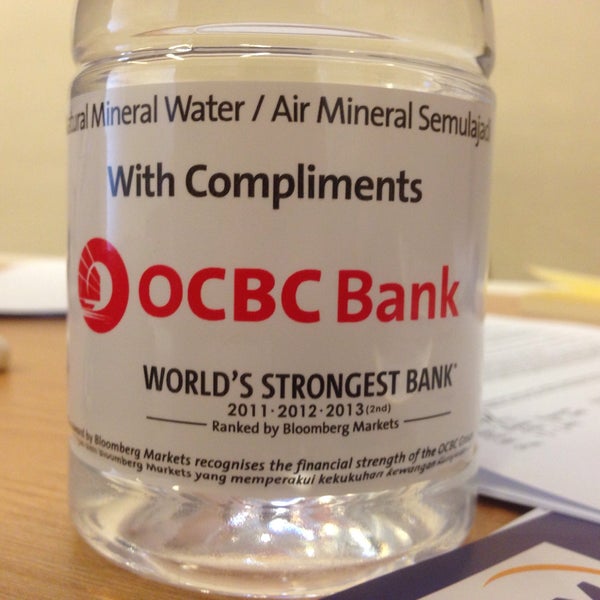 Mineral Water / Air Mineral Semulajadi
With Compliments
OCBC Bank
WORLD'S STRONGEST BANK*
2011 · 2012 · 2013 (2nd)
Ranked by Bloomberg Markets
by Bloomberg Markets recognises the financial strength of the OCBC
Bloomberg Markets yang memperakui kekukuhan kewangan